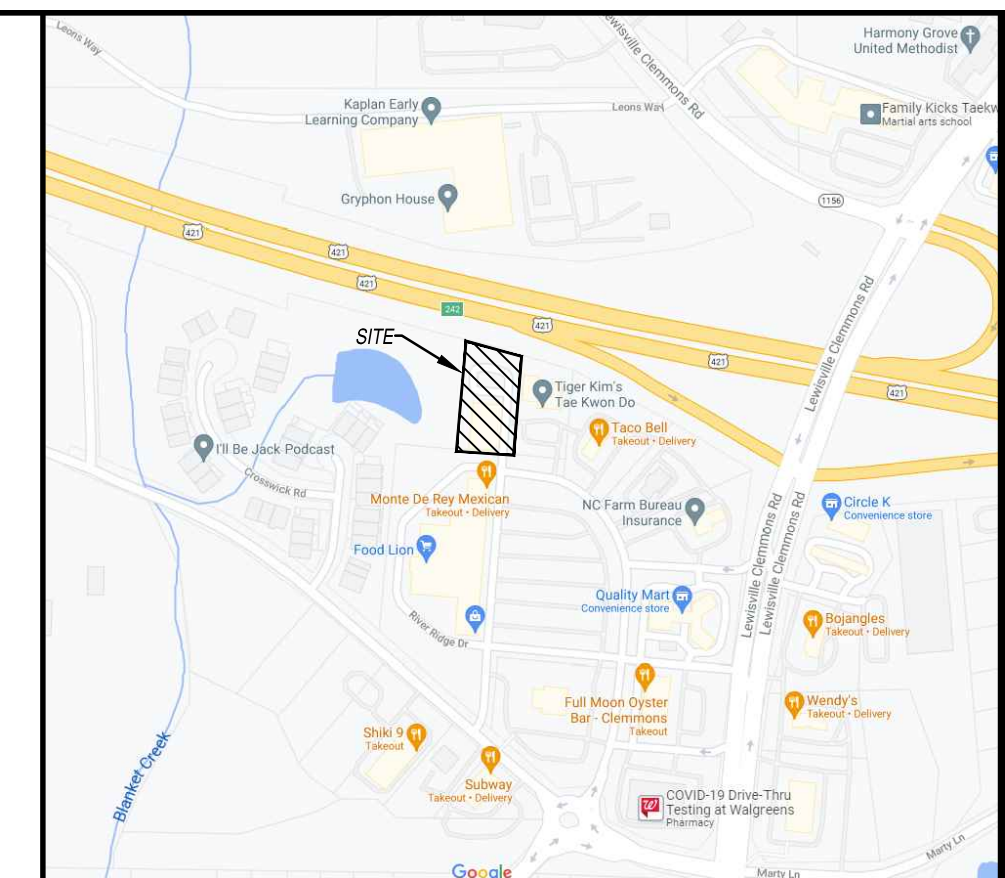 Leons Way
ewisville Clemmons Rd
Harmony Grove
United Methodist
Kaplan Early
Learning Company
Leons Way
Family Kicks Taekw
Martial arts school
Gryphon House
1156
421
421
421
242
421
421
421
Lewisville Clemmons Rd
SITE
Tiger Kim's
Tae Kwon Do
Taco Bell
Takeout • Delivery
I'll Be Jack Podcast
Crosswick Rd
Monte De Rey Mexican
Takeout • Delivery
NC Farm Bureau
Insurance
Circle K
Convenience store
Lewisville Clemmons Rd
Lewisville Clemmons Rd
Food Lion
Quality Mart
Convenience store
River Ridge Dr
Bojangles
Takeout • Delivery
Full Moon Oyster
Bar - Clemmons
Takeout
Wendy's
Takeout • Delivery
Shiki 9
Takeout
Subway
Takeout • Delivery
Blanket Creek
COVID-19 Drive-Thru
Testing at Walgreens
Pharmacy
Google
Marty Ln
Marty Ln